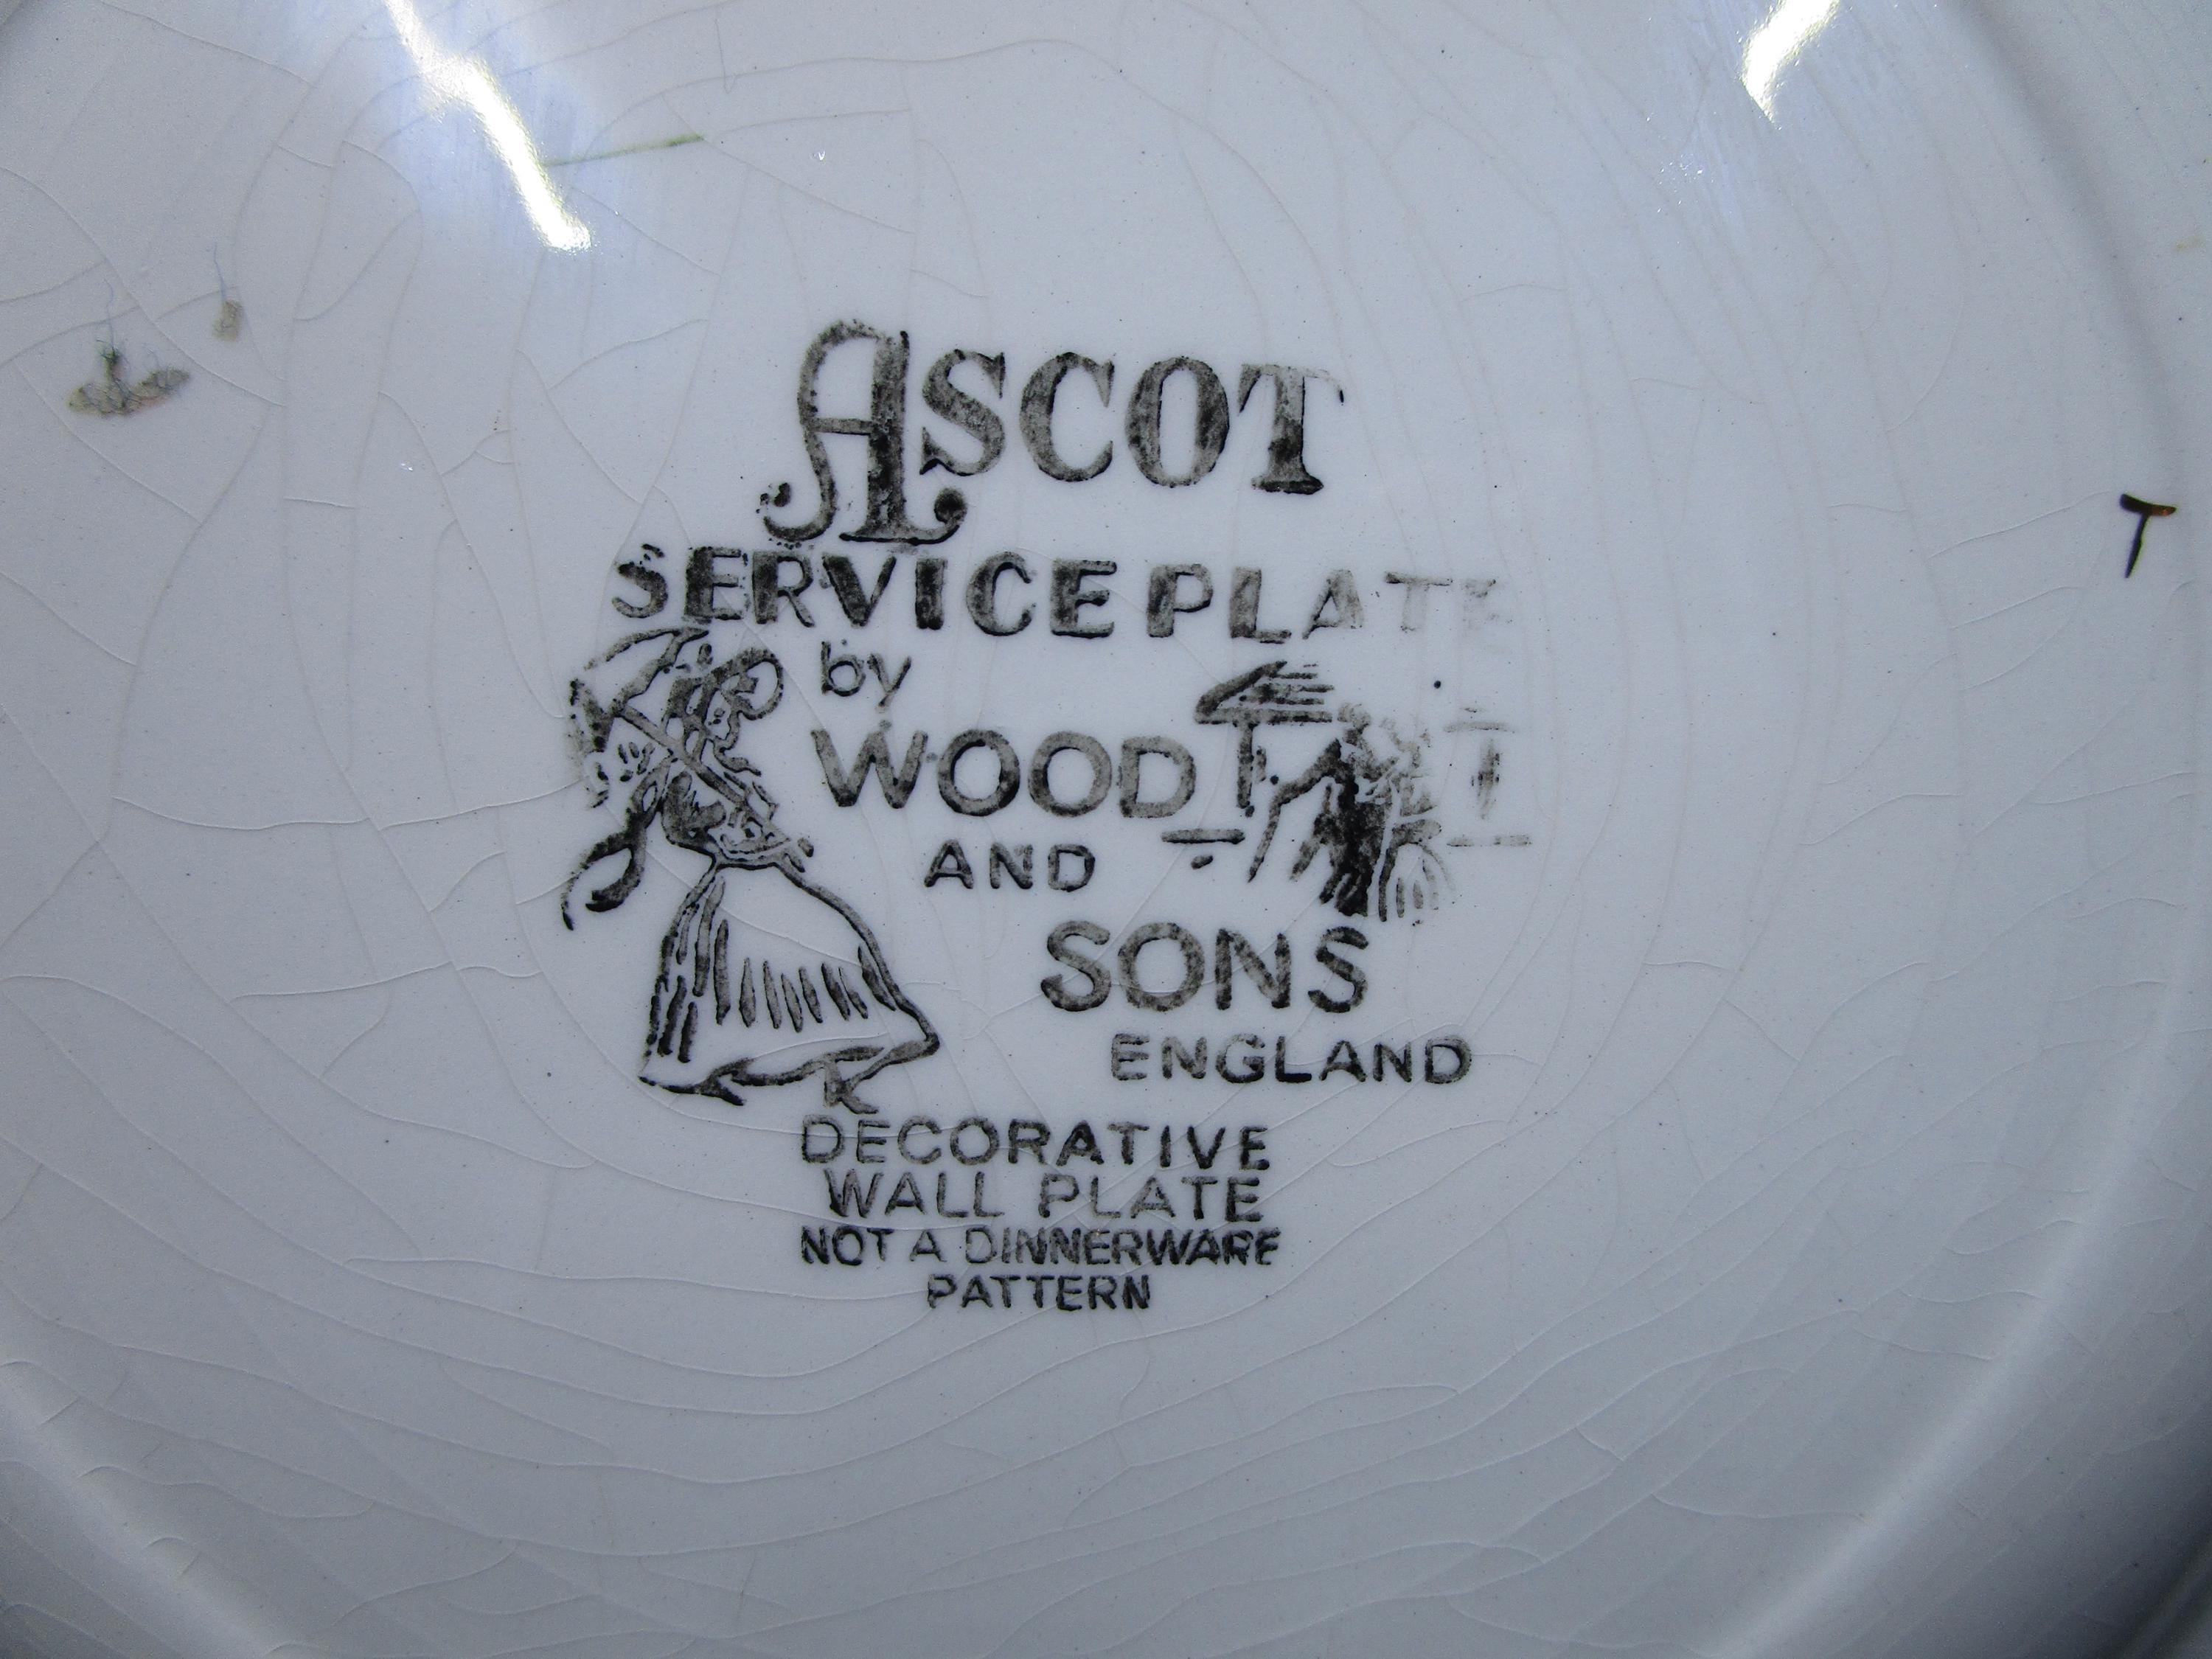 ASCOT
SERVICE PLATE
by
WOOD
AND
SONS
ENGLAND
DECORATIVE
WALL PLATE
NOT A DINNERWARE
PATTERN
T